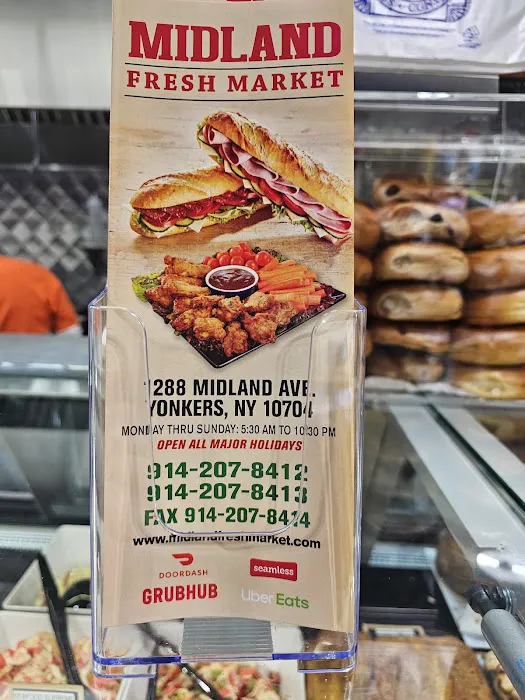 MIDLAND
FRESH MARKET
1288 MIDLAND AVE.
YONKERS, NY 10704
MONDAY THRU SUNDAY: 5:30 AM TO 10:30 PM
OPEN ALL MAJOR HOLIDAYS
914-207-8412
914-207-8413
FAX 914-207-8414
www.midlandfreshmarket.com
DOORDASH
seamless
GRUBHUB
Uber Eats